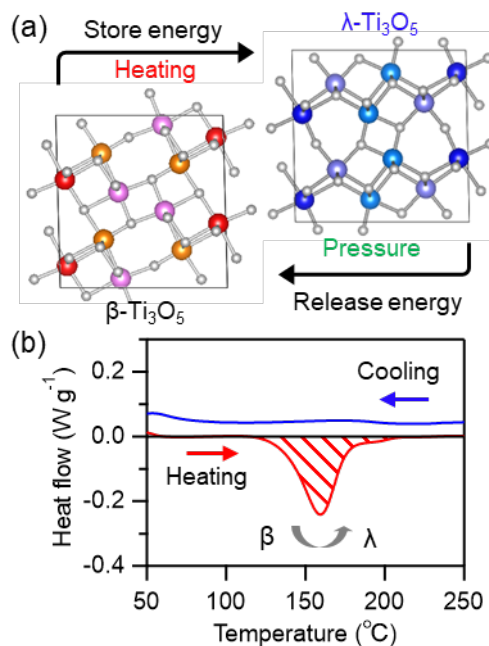 (a)
Store energy
Heating
λ-Ti3O5
β-Ti3O5
Pressure
Release energy
(b)
Heat flow (W g-1)
0.2
0.0
-0.2
-0.4
Cooling
Heating
β λ
50 100 150 200 250
Temperature (°C)